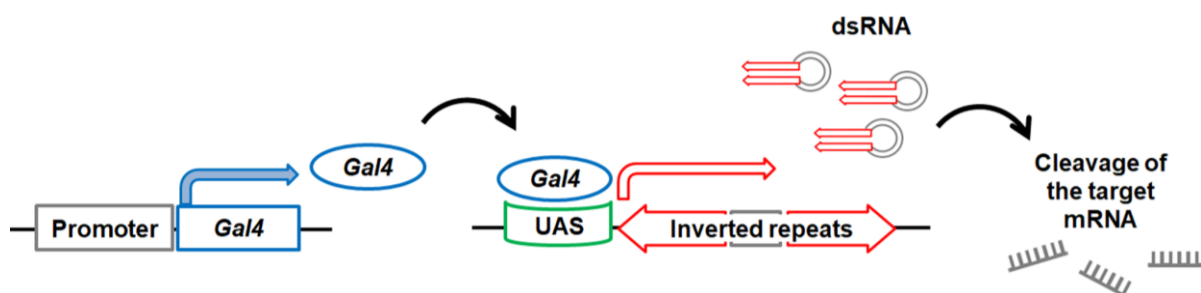 dsRNA
Gal4
Gal4
Cleavage of
the target
mRNA
Promoter
Gal4
UAS
Inverted repeats